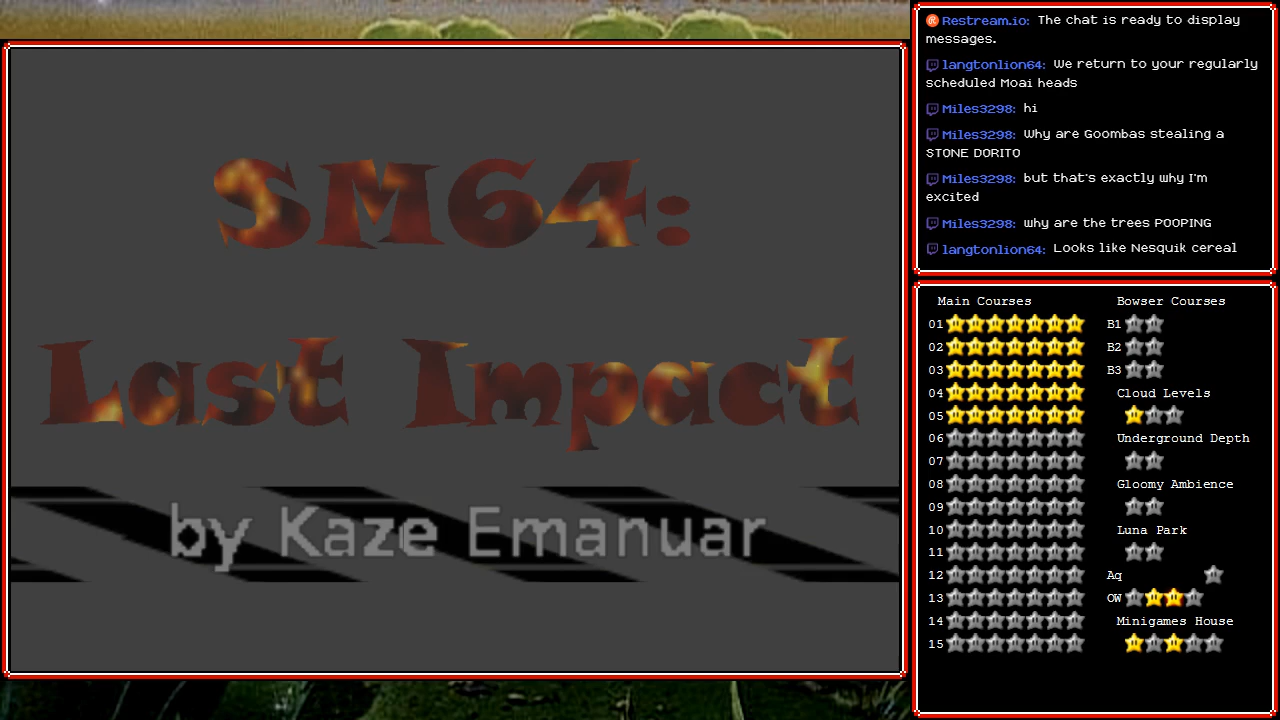 SM64:
Last Impact
by Kaze Emanuar
Restream.io: The chat is ready to display
messages.
langtonlion64: We return to your regularly
scheduled Moai heads
Miles3298: hi
Miles3298: Why are Goombas stealing a
STONE DORITO
Miles3298: but that's exactly why I'm
excited
Miles3298: why are the trees POOPING
langtonlion64: Looks like Nesquik cereal
Main Courses
01
02
03
04
05
06
07
08
09
10
11
12
13
14
15
Bowser Courses
B1
B2
B3
Cloud Levels
Underground Depth
Gloomy Ambience
Luna Park
Aq
OW
Minigames House